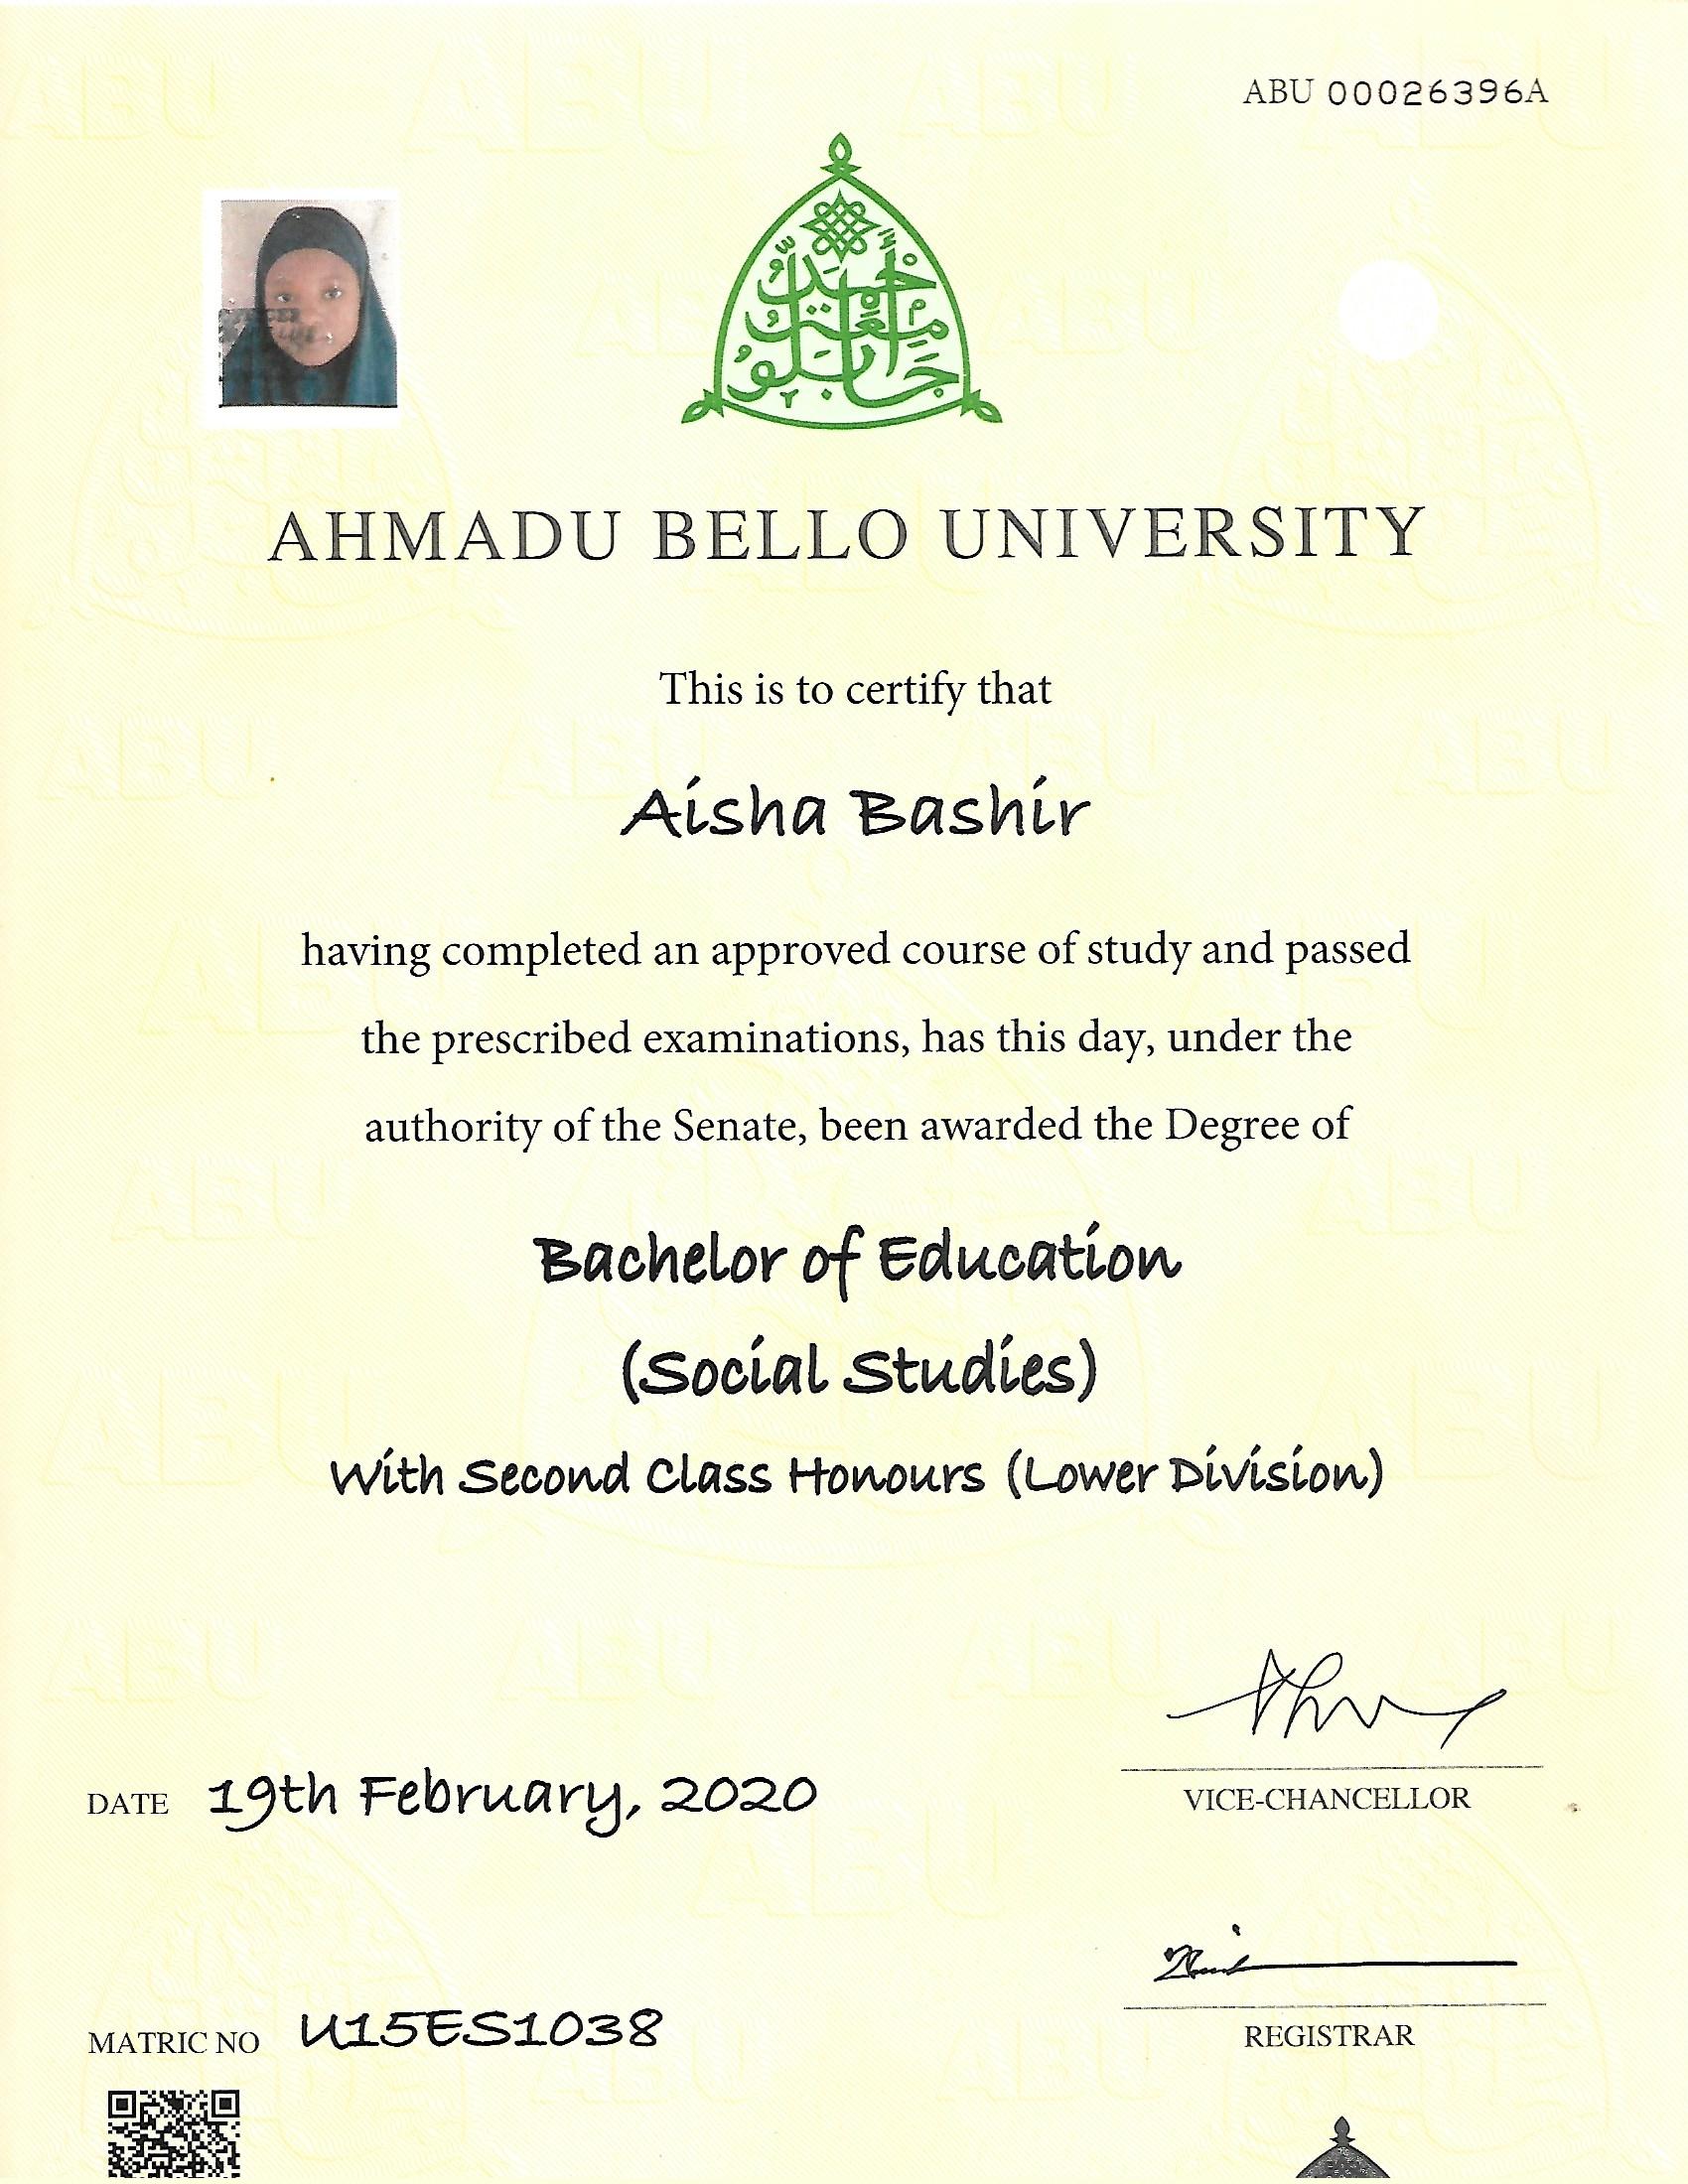 ABU 00026396A
AHMADU BELLO UNIVERSITY
This is to certify that
Aisha Bashir
having completed an approved course of study and passed
the prescribed examinations, has this day, under the
authority of the Senate, been awarded the Degree of
Bachelor of Education
(Social Studies)
With Second Class Honours (Lower Division)
DATE 19th February, 2020
VICE-CHANCELLOR
MATRIC NO U15ES1038
REGISTRAR